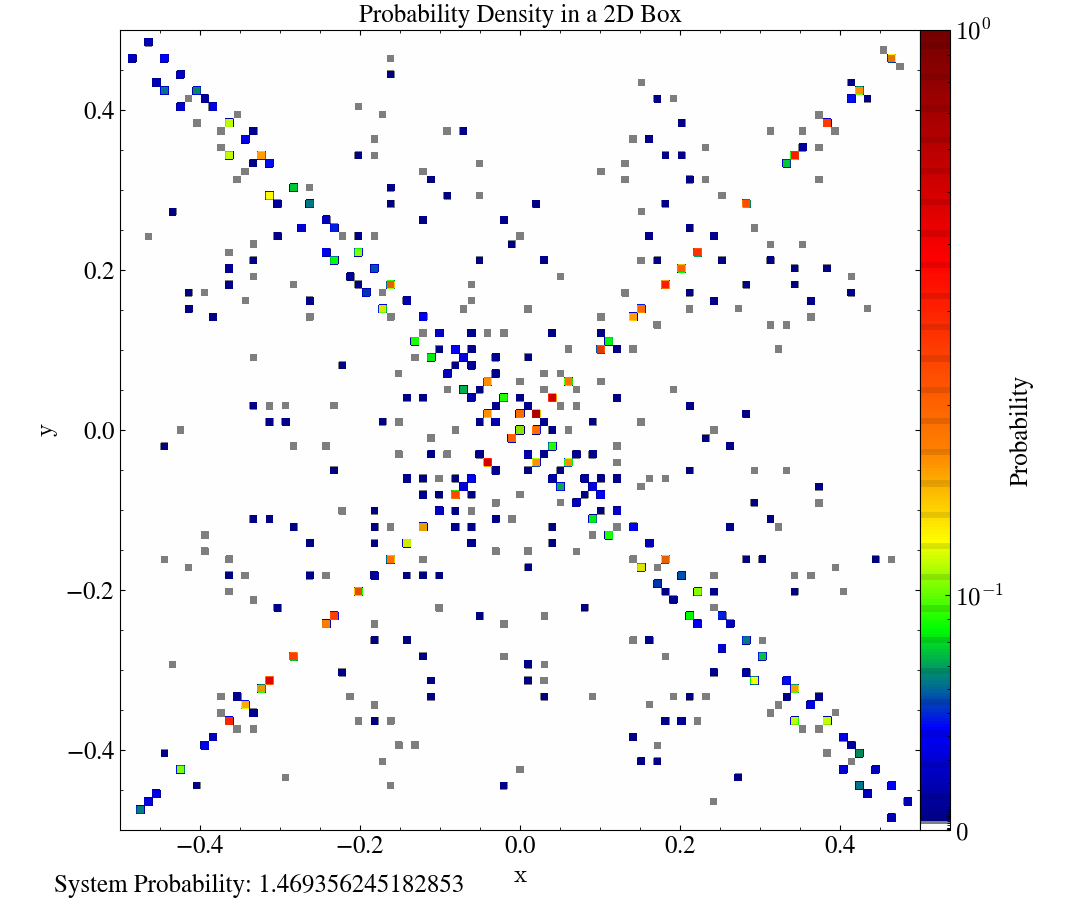 Probability Density in a 2D Box
10⁰
0.4
0.2
0.0
−0.2
−0.4
y
10⁻¹
0
Probability
−0.4 −0.2 0.0 0.2 0.4
x
System Probability: 1.469356245182853